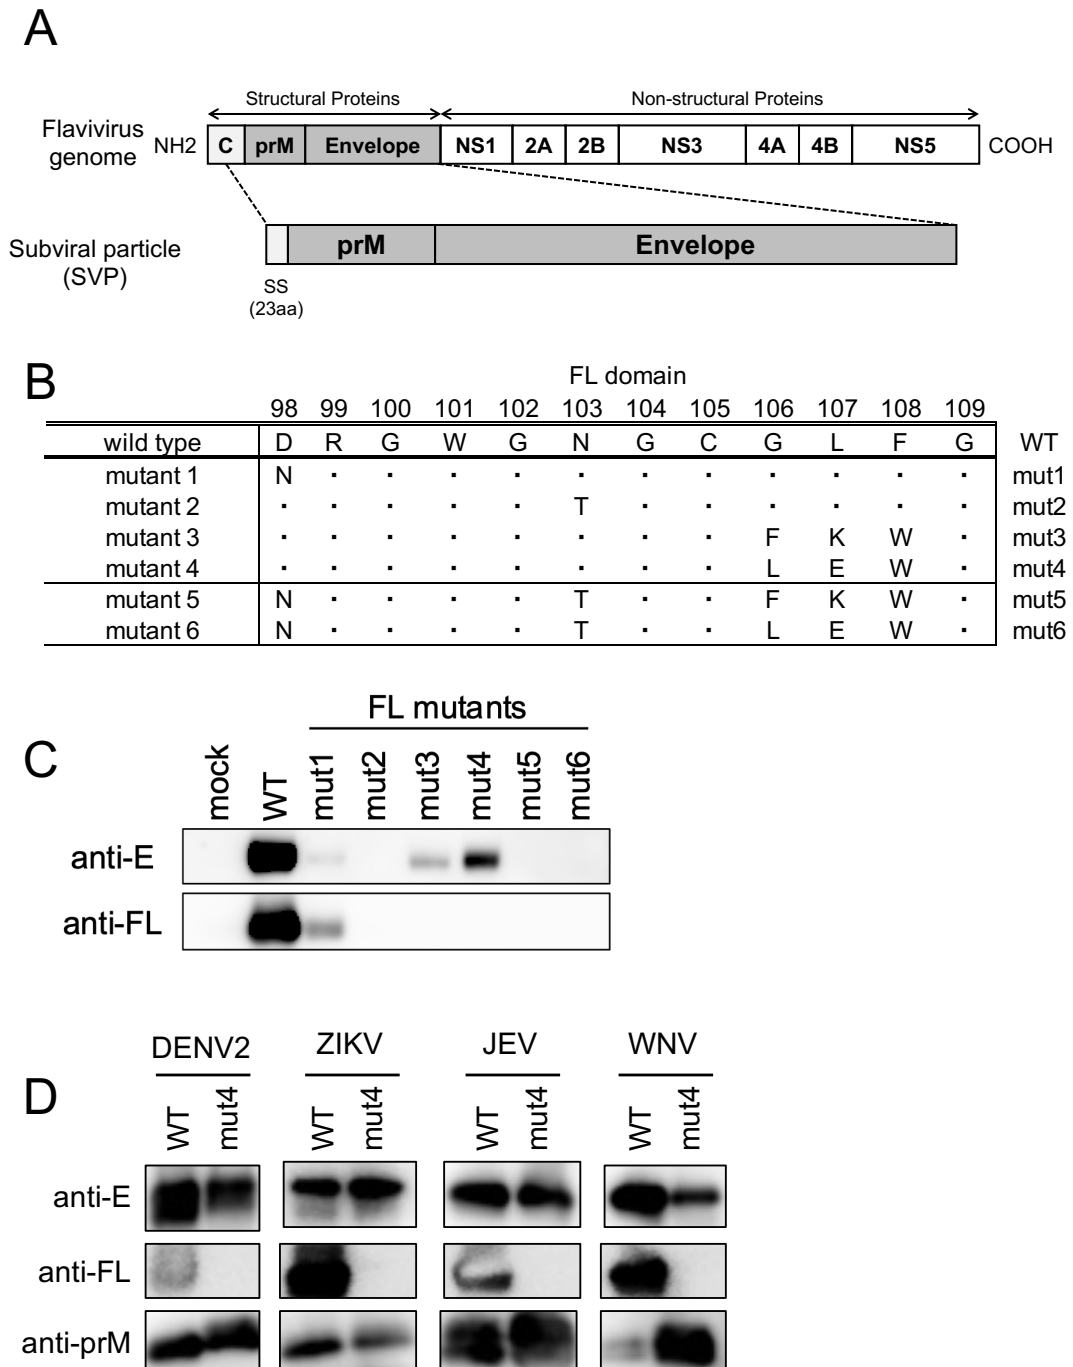 A
Structural Proteins Non-structural Proteins
Flavivirus genome NH2 C prM Envelope NS1 2A 2B NS3 4A 4B NS5 COOH
Subviral particle (SVP) prM Envelope
SS
(23aa)
B
FL domain
98 99 100 101 102 103 104 105 106 107 108 109
wild type D R G W G N G C G L F G WT
mutant 1 N · · · · · · · · · · · mut1
mutant 2 · · · · · T · · · · · · mut2
mutant 3 · · · · · · · · F K W · mut3
mutant 4 · · · · · · · · L E W · mut4
mutant 5 N · · · · T · · F K W · mut5
mutant 6 N · · · · T · · L E W · mut6
C
FL mutants
mock WT mut1 mut2 mut3 mut4 mut5 mut6
anti-E
anti-FL
D
DENV2 ZIKV JEV WNV
WT mut4 WT mut4 WT mut4 WT mut4
anti-E
anti-FL
anti-prM